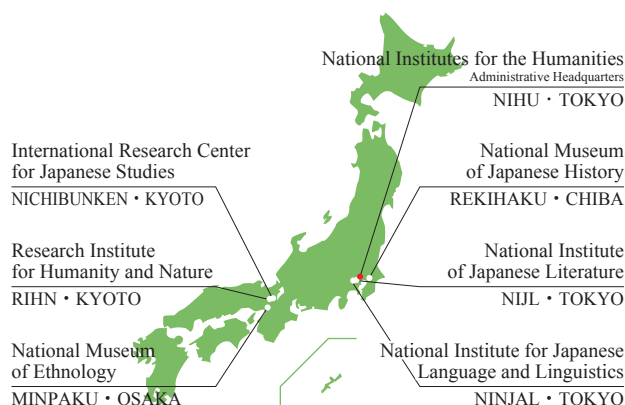 National Institutes for the Humanities
Administrative Headquarters
NIHU・TOKYO
International Research Center
for Japanese Studies
NICHIBUNKEN・KYOTO
National Museum
of Japanese History
REKIHAKU・CHIBA
Research Institute
for Humanity and Nature
RIHN・KYOTO
National Institute
of Japanese Literature
NIJL・TOKYO
National Museum
of Ethnology
MINPAKU・OSAKA
National Institute for Japanese
Language and Linguistics
NINJAL・TOKYO